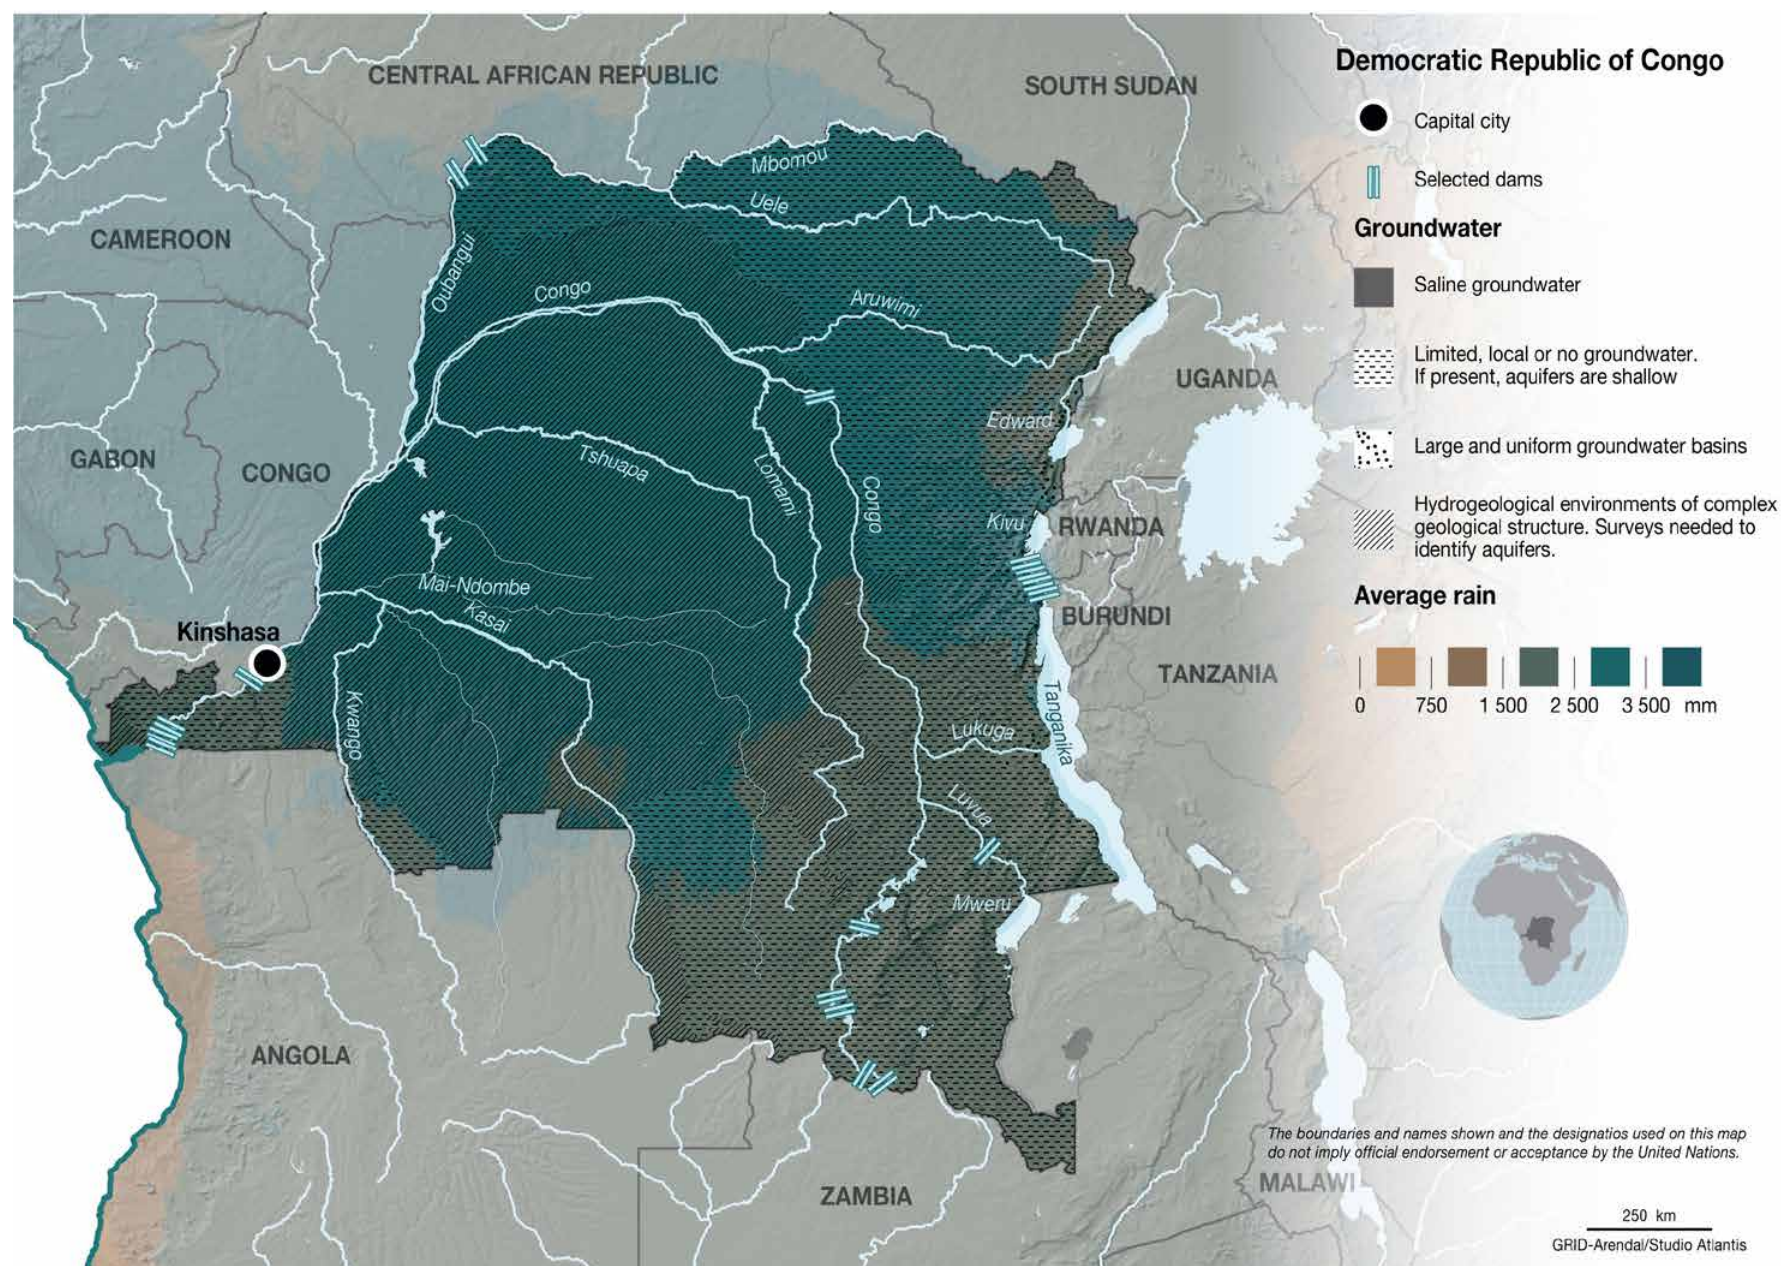 Democratic Republic of Congo
Capital city
Selected dams
Groundwater
Saline groundwater
Limited, local or no groundwater.
If present, aquifers are shallow
Large and uniform groundwater basins
Hydrogeological environments of complex
geological structure. Surveys needed to
identify aquifers.
Average rain
0 750 1 500 2 500 3 500 mm
CENTRAL AFRICAN REPUBLIC
SOUTH SUDAN
Mbomou
Uele
CAMEROON
Oubangui
Congo
Aruwimi
UGANDA
Edward
GABON
CONGO
Tshuapa
Lomami
Congo
Kivu
RWANDA
Mai-Ndombe
Kasai
BURUNDI
Kinshasa
TANZANIA
Kwango
Tanganika
Lukuga
Luvua
Mweru
ANGOLA
ZAMBIA
MALAWI
The boundaries and names shown and the designatios used on this map
do not imply official endorsement or acceptance by the United Nations.
250 km
GRID-Arendal/Studio Atlantis